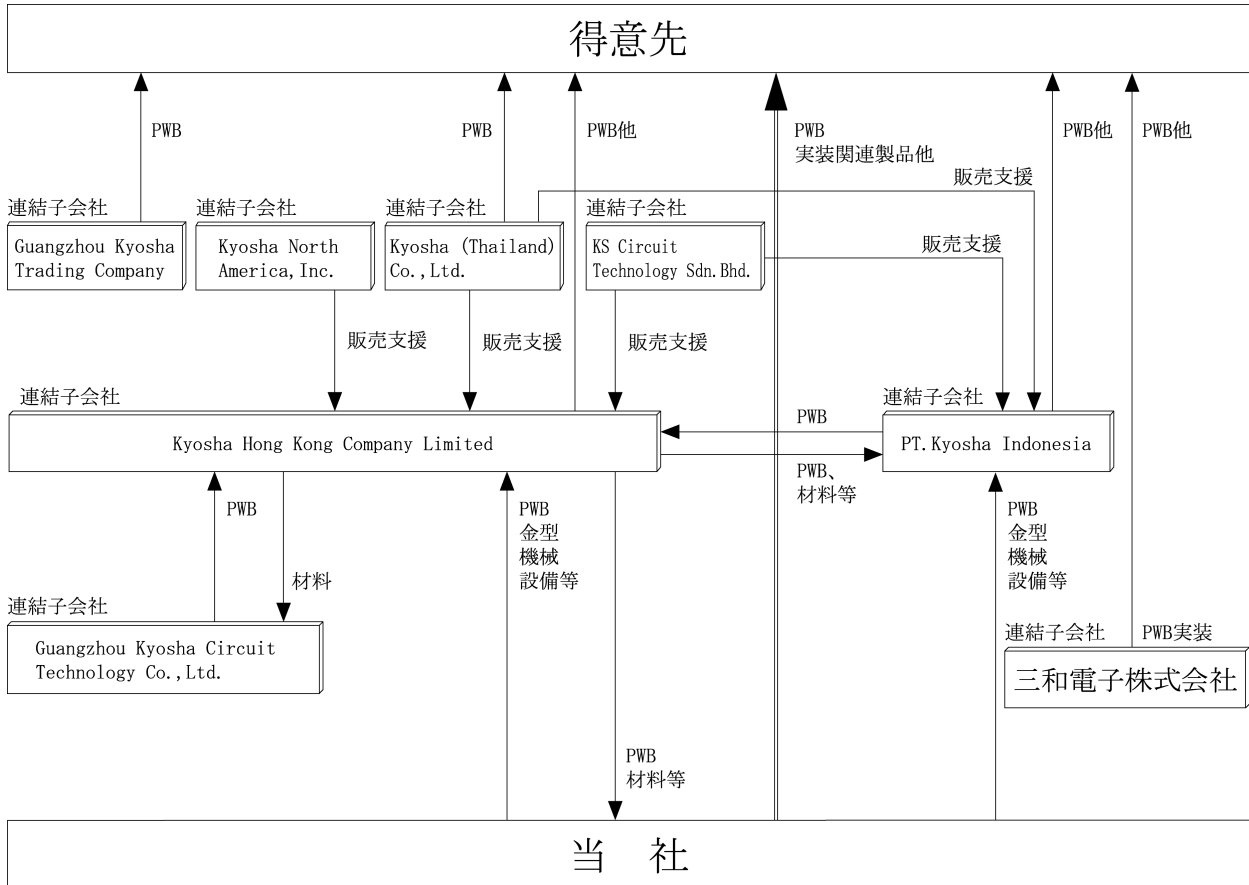 得意先
PWB
PWB
PWB他
PWB
実装関連製品他
PWB他
PWB他
販売支援
連結子会社
連結子会社
連結子会社
連結子会社
Guangzhou Kyosha
Trading Company
Kyosha North
America,Inc.
Kyosha (Thailand)
Co.,Ltd.
KS Circuit
Technology Sdn.Bhd.
販売支援
販売支援
販売支援
販売支援
連結子会社
連結子会社
Kyosha Hong Kong Company Limited
PWB
PT.Kyosha Indonesia
PWB、
材料等
PWB
PWB
金型
機械
設備等
PWB
金型
機械
設備等
材料
連結子会社
Guangzhou Kyosha Circuit
Technology Co.,Ltd.
連結子会社
PWB実装
三和電子株式会社
PWB
材料等
当 社